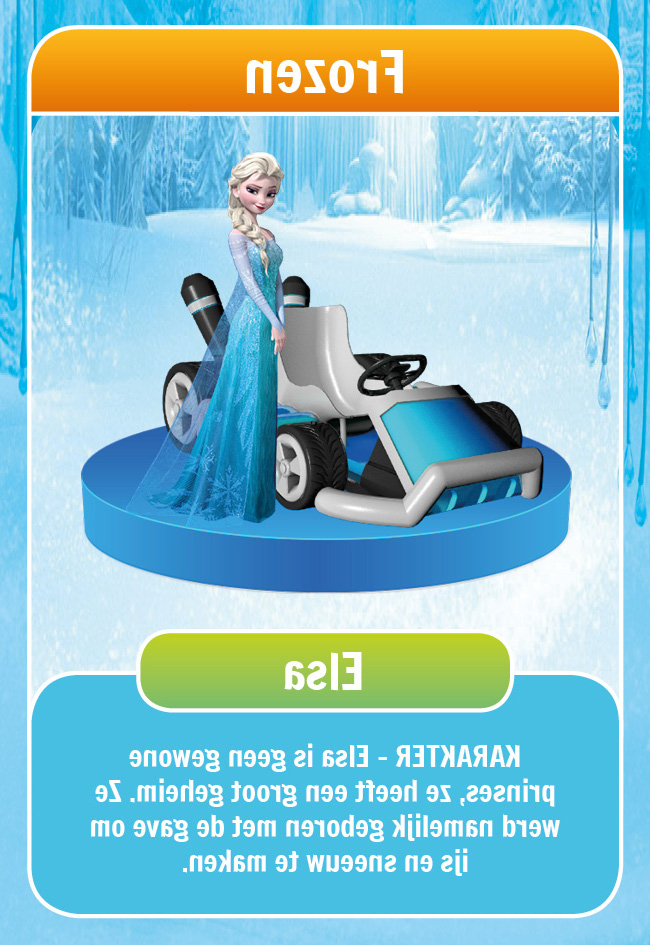 Frozen
Elsa
KARAKTER - Elsa is geen gewone
prinses, ze heeft een groot geheim. Ze
werd namelijk geboren met de gave om
ijs en sneeuw te maken.